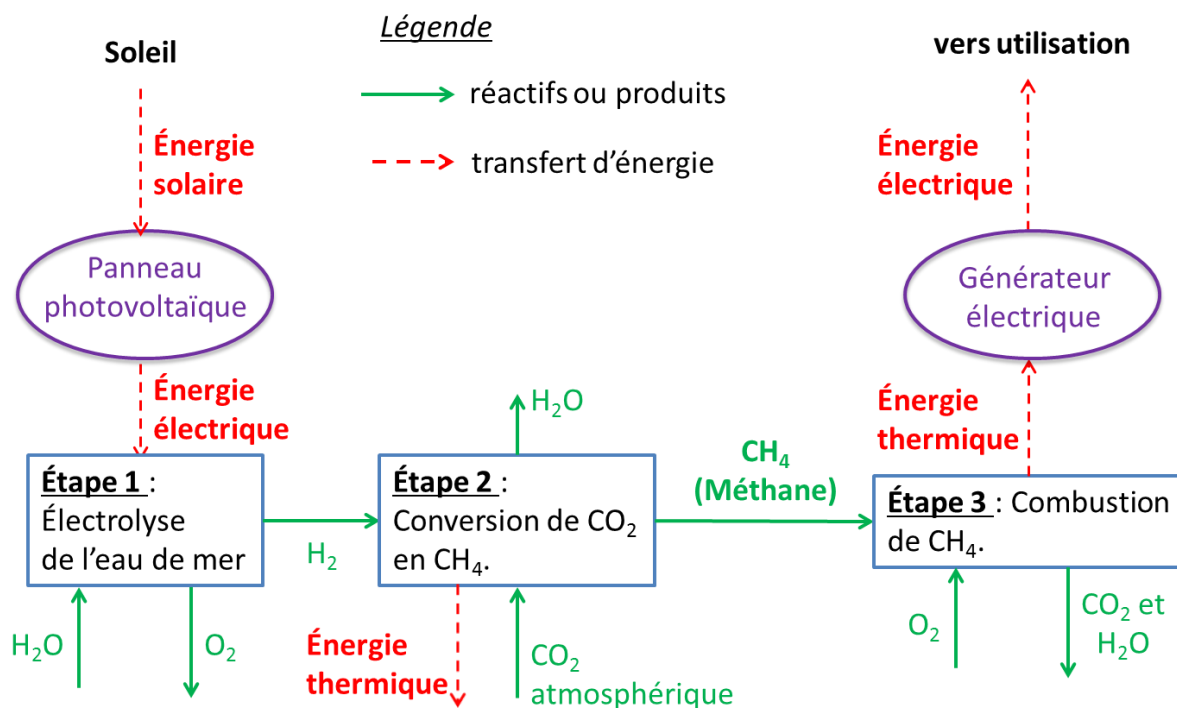 Légende
réactifs ou produits
transfert d’énergie
Soleil
Énergie
solaire
Panneau
photovoltaïque
Énergie
électrique
Étape 1 :
Électrolyse
de l’eau de mer
H₂O
O₂
H₂
H₂O
Étape 2 :
Conversion de CO₂
en CH₄.
Énergie
thermique
CO₂
atmosphérique
CH₄
(Méthane)
vers utilisation
Énergie
électrique
Générateur
électrique
Énergie
thermique
Étape 3 : Combustion
de CH₄.
O₂
CO₂ et
H₂O